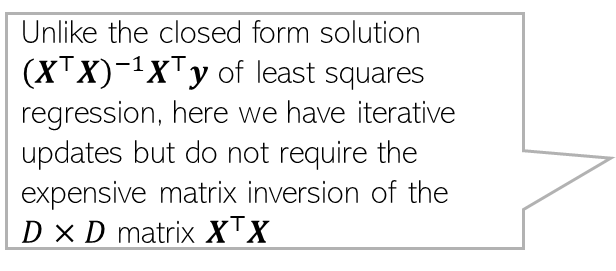 Unlike the closed form solution
(𝑿⊤𝑿)⁻¹𝑿⊤𝒚 of least squares
regression, here we have iterative
updates but do not require the
expensive matrix inversion of the
𝐷 × 𝐷 matrix 𝑿⊤𝑿